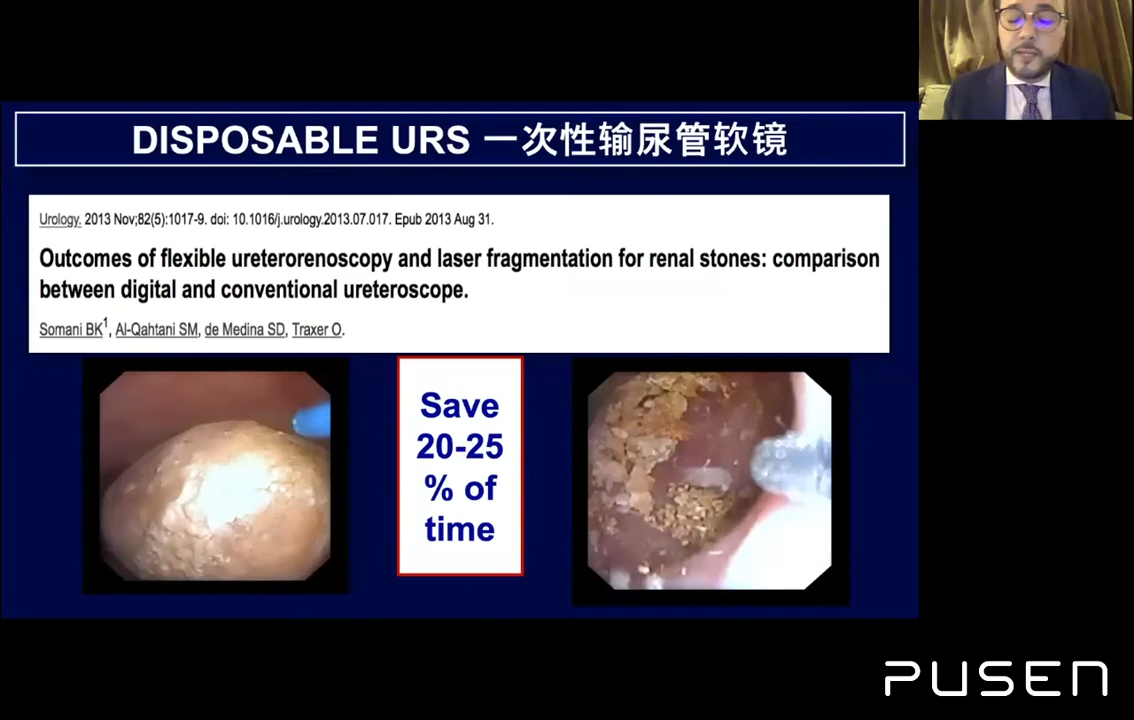 DISPOSABLE URS 一次性输尿管软镜
Urology. 2013 Nov;82(5):1017-9. doi: 10.1016/j.urology.2013.07.017. Epub 2013 Aug 31.
Outcomes of flexible ureterorenoscopy and laser fragmentation for renal stones: comparison
between digital and conventional ureteroscope.
Somani BK1, Al-Qahtani SM, de Medina SD, Traxer O.
Save
20-25
% of
time
PUSEN